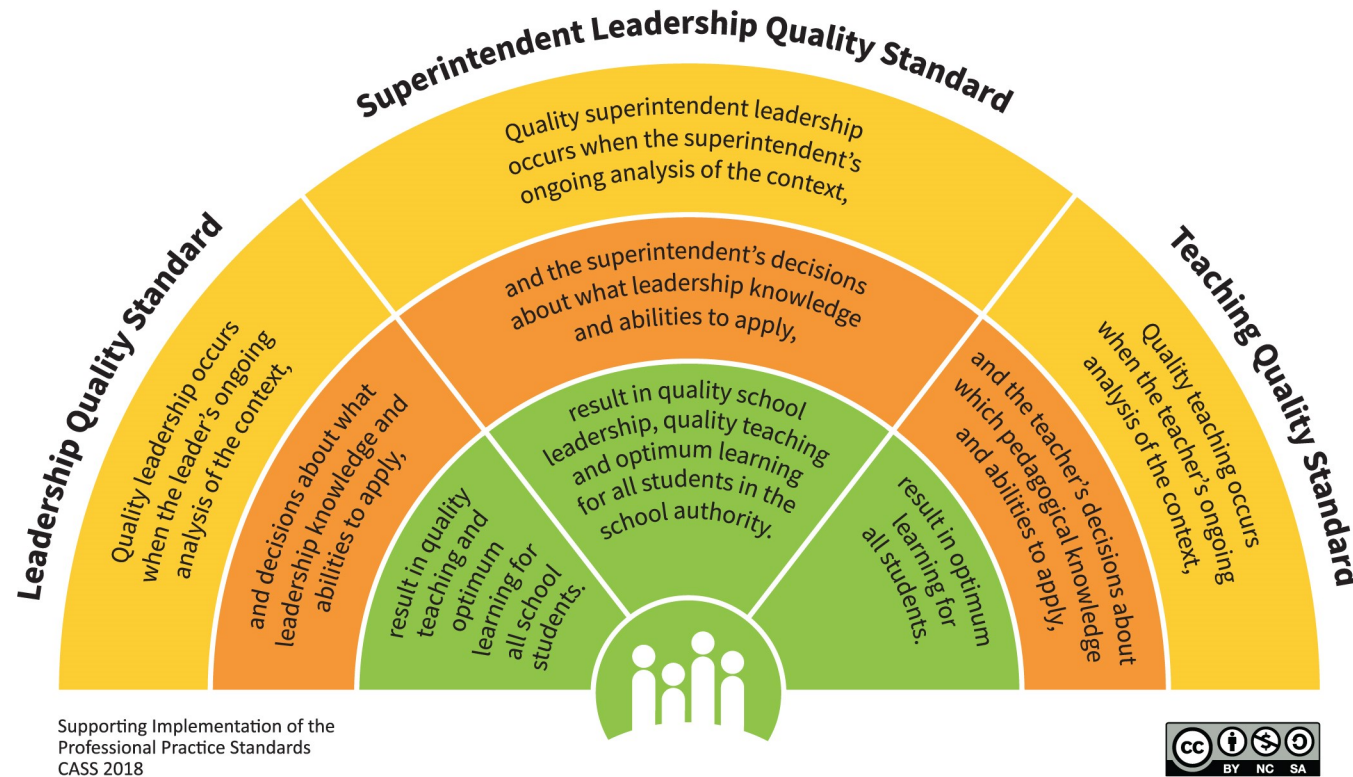 Superintendent Leadership Quality Standard
Quality superintendent leadership
occurs when the superintendent’s
ongoing analysis of the context,
and the superintendent’s decisions
about what leadership knowledge
and abilities to apply,
result in quality school
leadership, quality teaching
and optimum learning
for all students in the
school authority.
Leadership Quality Standard
Quality leadership occurs
when the leader’s ongoing
analysis of the context,
and decisions about what
leadership knowledge and
abilities to apply,
result in quality
teaching and
optimum
learning for
all school
students.
Teaching Quality Standard
Quality teaching occurs
when the teacher’s ongoing
analysis of the context,
and the teacher’s decisions about
which pedagogical knowledge
and abilities to apply,
result in optimum
learning for
all students.
Supporting Implementation of the
Professional Practice Standards
CASS 2018
cc
BY NC SA